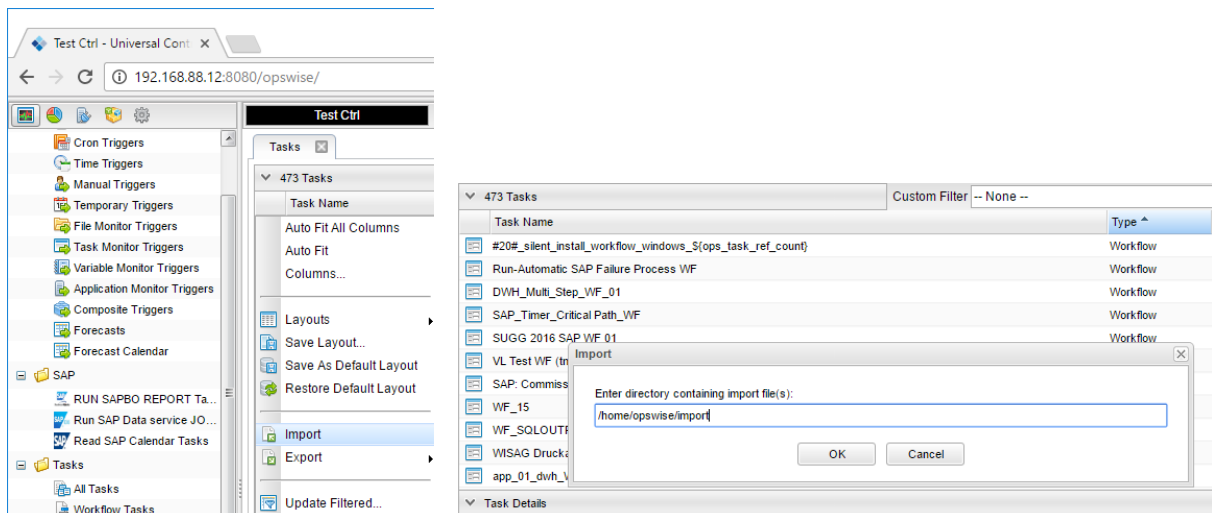 Test Ctrl - Universal Cont
192.168.88.12:8080/opswise/
Cron Triggers
Time Triggers
Manual Triggers
Temporary Triggers
File Monitor Triggers
Task Monitor Triggers
Variable Monitor Triggers
Application Monitor Triggers
Composite Triggers
Forecasts
Forecast Calendar
SAP
RUN SAPBO REPORT Ta...
Run SAP Data service JO...
Read SAP Calendar Tasks
Tasks
All Tasks
Workflow Tasks
Test Ctrl
Tasks
473 Tasks
Task Name
Auto Fit All Columns
Auto Fit
Columns...
Layouts
Save Layout...
Save As Default Layout
Restore Default Layout
Import
Export
Update Filtered...
473 Tasks Custom Filter -- None --
Task Name Type
#20#_silent_install_workflow_windows_${ops_task_ref_count} Workflow
Run-Automatic SAP Failure Process WF Workflow
DWH_Multi_Step_WF_01 Workflow
SAP_Timer_Critical Path_WF Workflow
SUGG 2016 SAP WF 01 Workflow
VL Test WF (tn
SAP: Commiss
WF_15
WF_SQLOUTF
WISAG Drucka
app_01_dwh_V
Import
Enter directory containing import file(s):
/home/opswise/import
OK Cancel
Task Details